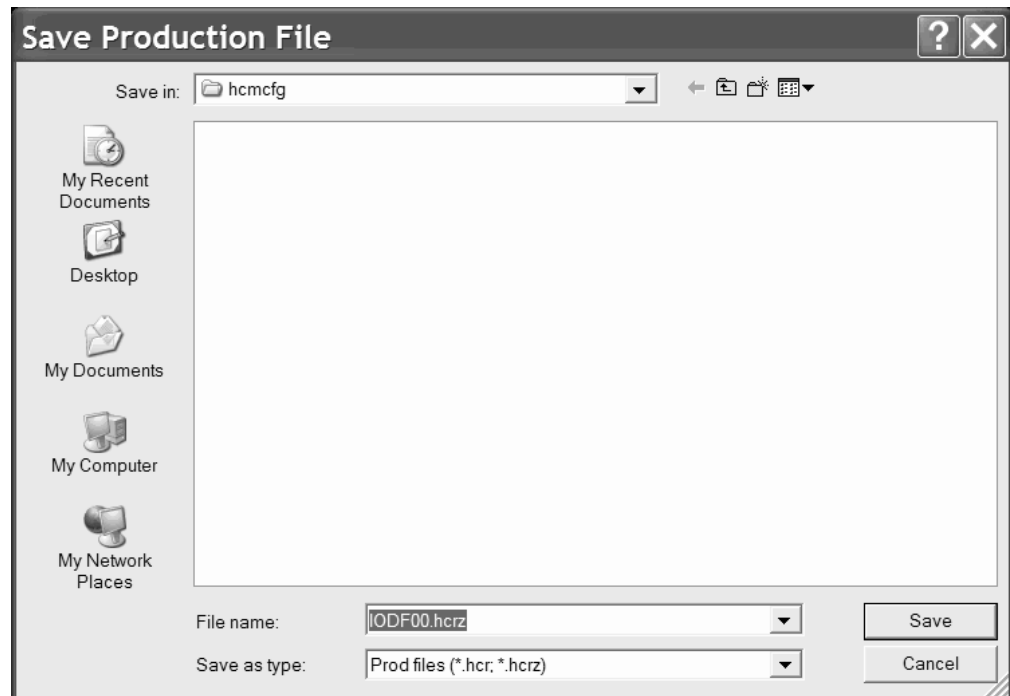 Save Production File
Save in:
hcmcfg
My Recent
Documents
Desktop
My Documents
My Computer
My Network
Places
File name:
IODF00.hcrz
Save
Save as type:
Prod files (*.hcr; *.hcrz)
Cancel